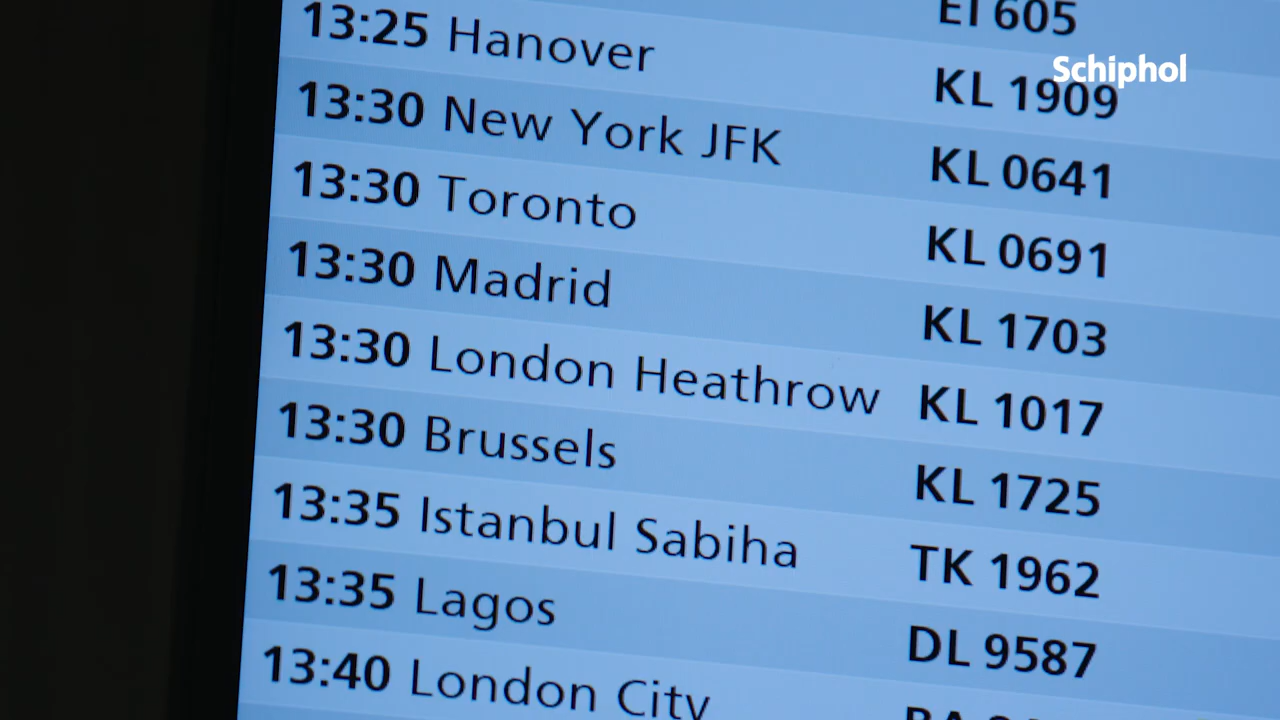 EI 605
Schiphol
13:25 Hanover KL 1909
13:30 New York JFK KL 0641
13:30 Toronto KL 0691
13:30 Madrid KL 1703
13:30 London Heathrow KL 1017
13:30 Brussels KL 1725
13:35 Istanbul Sabiha TK 1962
13:35 Lagos DL 9587
13:40 London City